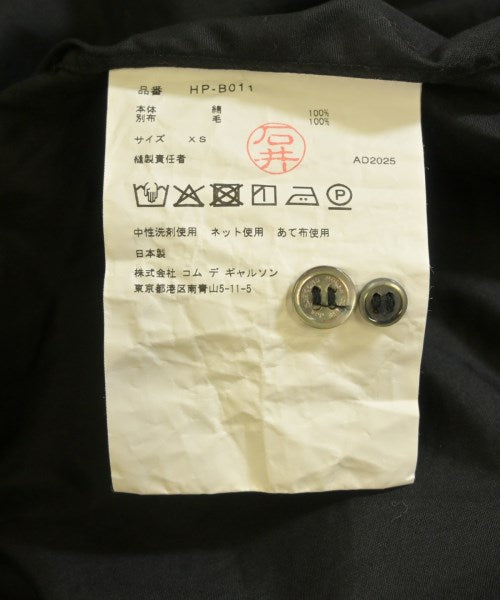 品番 HP-B011
本体 綿 100%
別布 毛 100%
サイズ XS
縫製責任者 石井 AD2025
中性洗剤使用 ネット使用 あて布使用
日本製
株式会社 コム デ ギャルソン
東京都港区南青山5-11-5